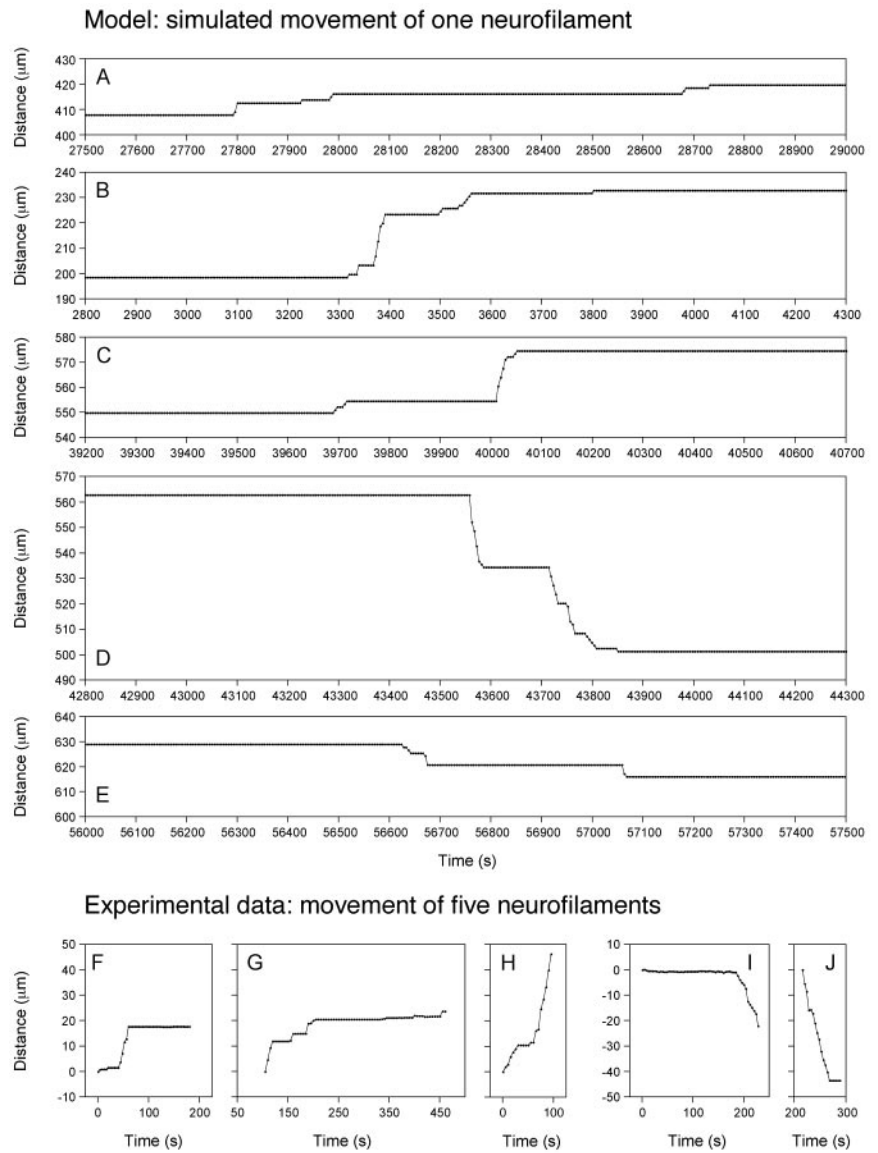 Model: simulated movement of one neurofilament
Distance (μm)
430
420
410
400
A
27500 27600 27700 27800 27900 28000 28100 28200 28300 28400 28500 28600 28700 28800 28900 29000
Distance (μm)
240
230
220
210
200
190
B
2800 2900 3000 3100 3200 3300 3400 3500 3600 3700 3800 3900 4000 4100 4200 4300
Distance (μm)
580
570
560
550
540
C
39200 39300 39400 39500 39600 39700 39800 39900 40000 40100 40200 40300 40400 40500 40600 40700
Distance (μm)
570
560
550
540
530
520
510
500
490
D
42800 42900 43000 43100 43200 43300 43400 43500 43600 43700 43800 43900 44000 44100 44200 44300
Distance (μm)
640
630
620
610
600
E
56000 56100 56200 56300 56400 56500 56600 56700 56800 56900 57000 57100 57200 57300 57400 57500
Time (s)
Experimental data: movement of five neurofilaments
Distance (μm)
50
40
30
20
10
0
-10
F
0 100 200
Time (s)
G
50 150 250 350 450
Time (s)
H
0 100
Time (s)
10
0
-10
-20
-30
-40
-50
I
0 100 200
Time (s)
J
200 300
Time (s)